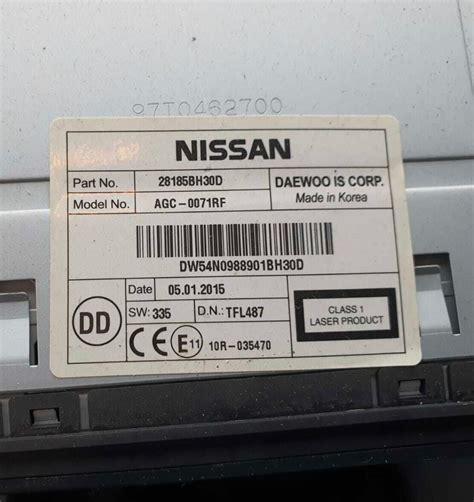 97T0462700
NISSAN
Part No. 28185BH30D DAEWOO IS CORP.
Model No. AGC-0071RF Made in Korea
DW54N0988901BH30D
DD
Date 05.01.2015
SW: 335 D.N.: TFL487
CLASS 1
LASER PRODUCT
CE E11 10R-035470